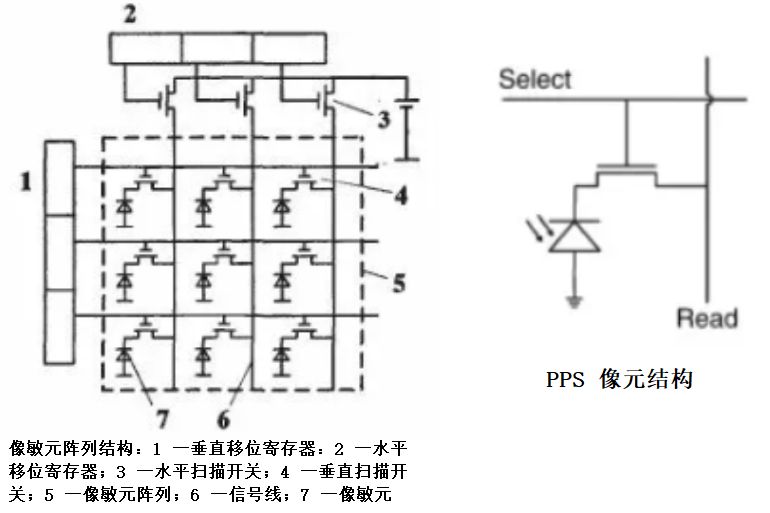 2
3
1
4
5
7
6
像敏元阵列结构：1 一垂直移位寄存器：2 一水平
移位寄存器；3 一水平扫描开关；4 一垂直扫描开
关；5 一像敏元阵列；6 一信号线；7 一像敏元
Select
Read
PPS 像元结构